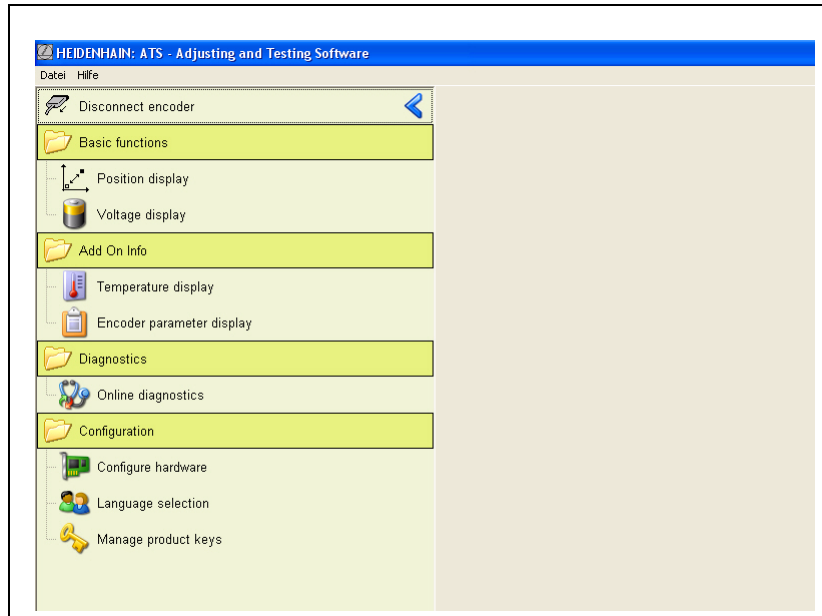 HEIDENHAIN: ATS - Adjusting and Testing Software
Datei Hilfe
Disconnect encoder
Basic functions
Position display
Voltage display
Add On Info
Temperature display
Encoder parameter display
Diagnostics
Online diagnostics
Configuration
Configure hardware
Language selection
Manage product keys